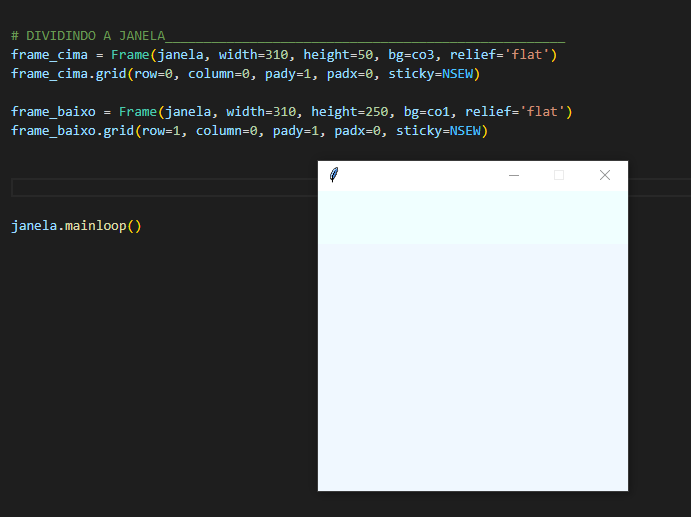 # DIVIDINDO A JANELA____________________________________________________
frame_cima = Frame(janela, width=310, height=50, bg=co3, relief='flat')
frame_cima.grid(row=0, column=0, pady=1, padx=0, sticky=NSEW)
frame_baixo = Frame(janela, width=310, height=250, bg=co1, relief='flat')
frame_baixo.grid(row=1, column=0, pady=1, padx=0, sticky=NSEW)
janela.mainloop()